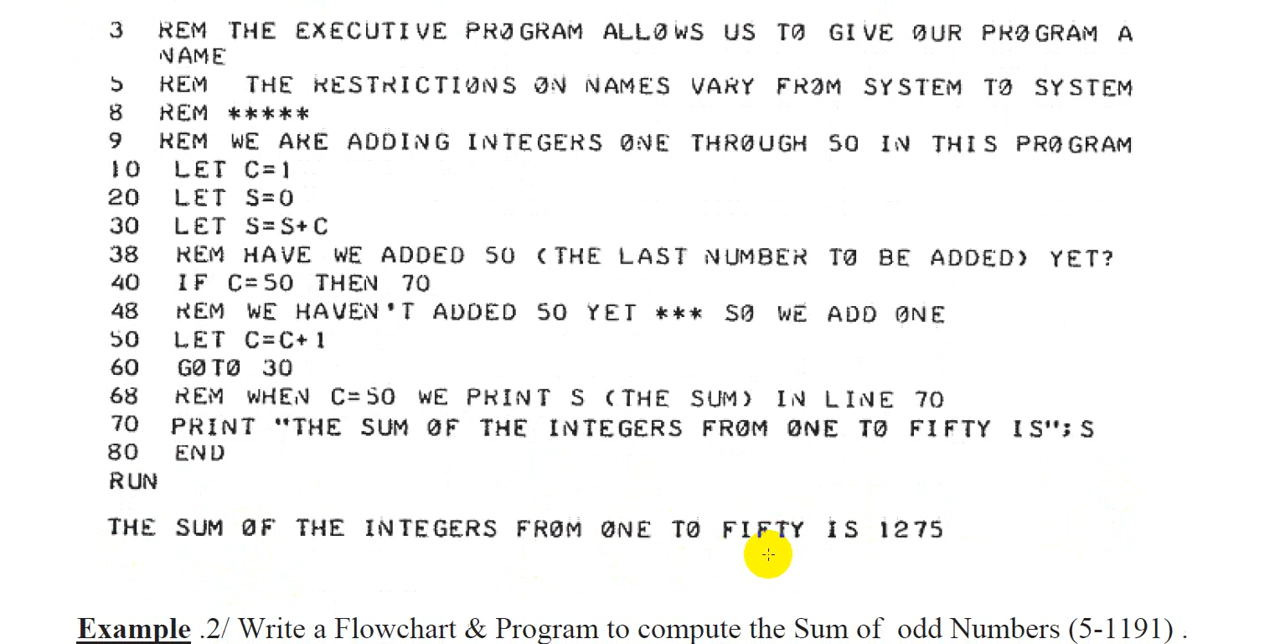 3 REM THE EXECUTIVE PRØGRAM ALLØWS US TØ GIVE ØUR PRØGRAM A
NAME
5 REM THE RESTRICTIØNS ØN NAMES VARY FRØM SYSTEM TØ SYSTEM
8 REM *****
9 REM WE ARE ADDING INTEGERS ØNE THRØUGH 50 IN THIS PRØGRAM
10 LET C=1
20 LET S=0
30 LET S=S+C
38 REM HAVE WE ADDED 50 (THE LAST NUMBER TØ BE ADDED) YET?
40 IF C=50 THEN 70
48 REM WE HAVEN'T ADDED 50 YET *** SØ WE ADD ØNE
50 LET C=C+1
60 GØTØ 30
68 REM WHEN C=50 WE PRINT S (THE SUM) IN LINE 70
70 PRINT "THE SUM ØF THE INTEGERS FRØM ØNE TØ FIFTY IS";S
80 END
RUN
THE SUM ØF THE INTEGERS FRØM ØNE TØ FIFTY IS 1275
Example .2/ Write a Flowchart & Program to compute the Sum of odd Numbers (5-1191) .